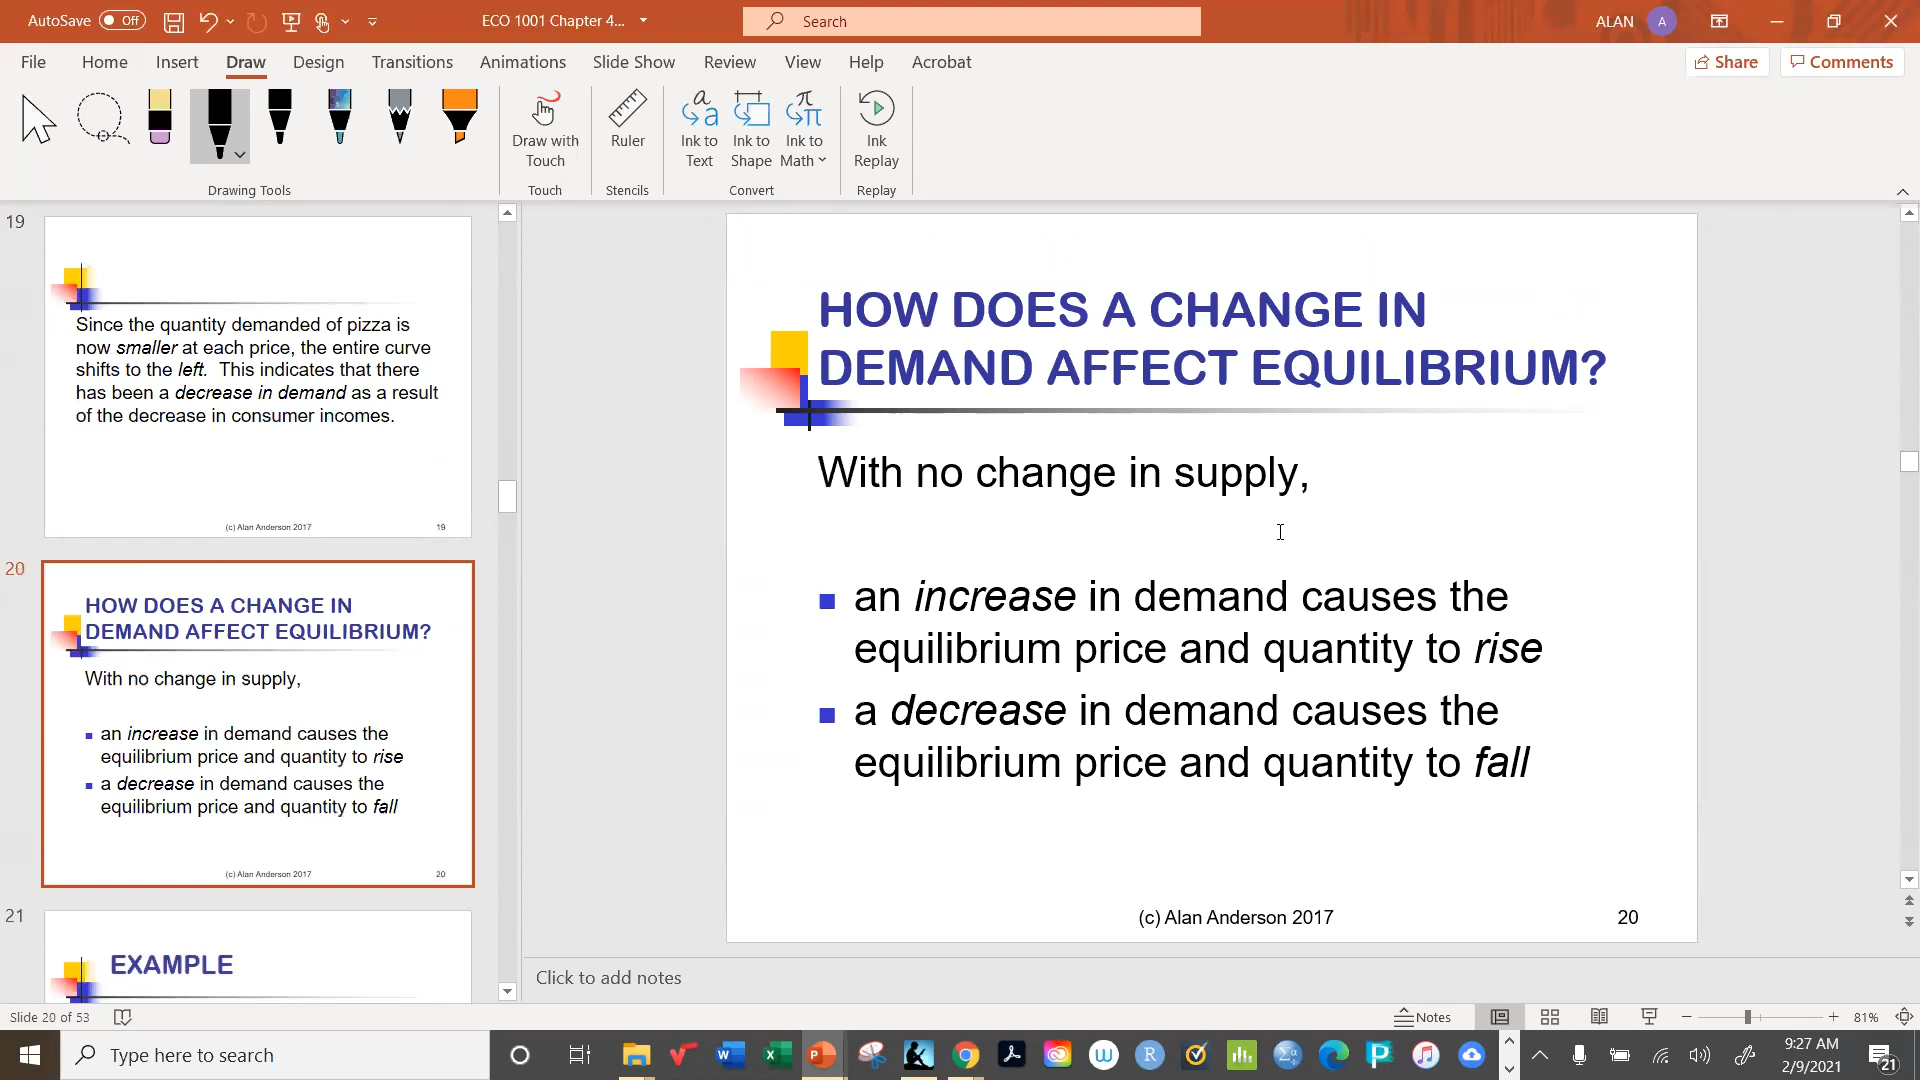 AutoSave Off
ECO 1001 Chapter 4...
Search
ALAN
A
File Home Insert Draw Design Transitions Animations Slide Show Review View Help Acrobat
Share
Comments
Draw with
Touch
Ruler
Ink to
Text
Ink to
Shape
Ink to
Math
Ink
Replay
Drawing Tools
Touch
Stencils
Convert
Replay
19
Since the quantity demanded of pizza is
now smaller at each price, the entire curve
shifts to the left. This indicates that there
has been a decrease in demand as a result
of the decrease in consumer incomes.
(c) Alan Anderson 2017
19
20
HOW DOES A CHANGE IN
DEMAND AFFECT EQUILIBRIUM?
With no change in supply,
an increase in demand causes the
equilibrium price and quantity to rise
a decrease in demand causes the
equilibrium price and quantity to fall
(c) Alan Anderson 2017
20
21
EXAMPLE
HOW DOES A CHANGE IN
DEMAND AFFECT EQUILIBRIUM?
With no change in supply,
an increase in demand causes the
equilibrium price and quantity to rise
a decrease in demand causes the
equilibrium price and quantity to fall
(c) Alan Anderson 2017
20
Click to add notes
Slide 20 of 53
Notes
81%
Type here to search
9:27 AM
2/9/2021
21